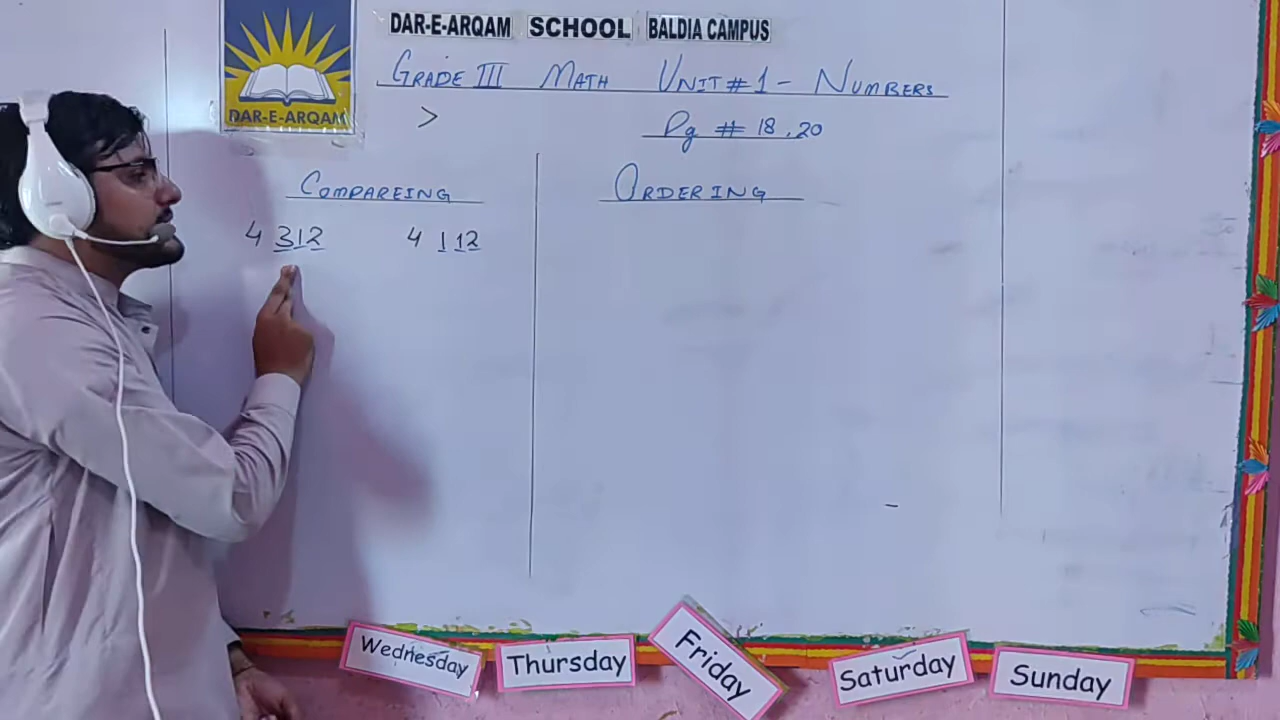 DAR-E-ARQAM SCHOOL BALDIA CAMPUS
DAR-E-ARQAM
GRADE III MATH UNIT # 1 - NUMBERS
>
Pg # 18, 20
COMPAREING
ORDERING
4 312 4 112
Wednesday
Thursday
Friday
Saturday
Sunday